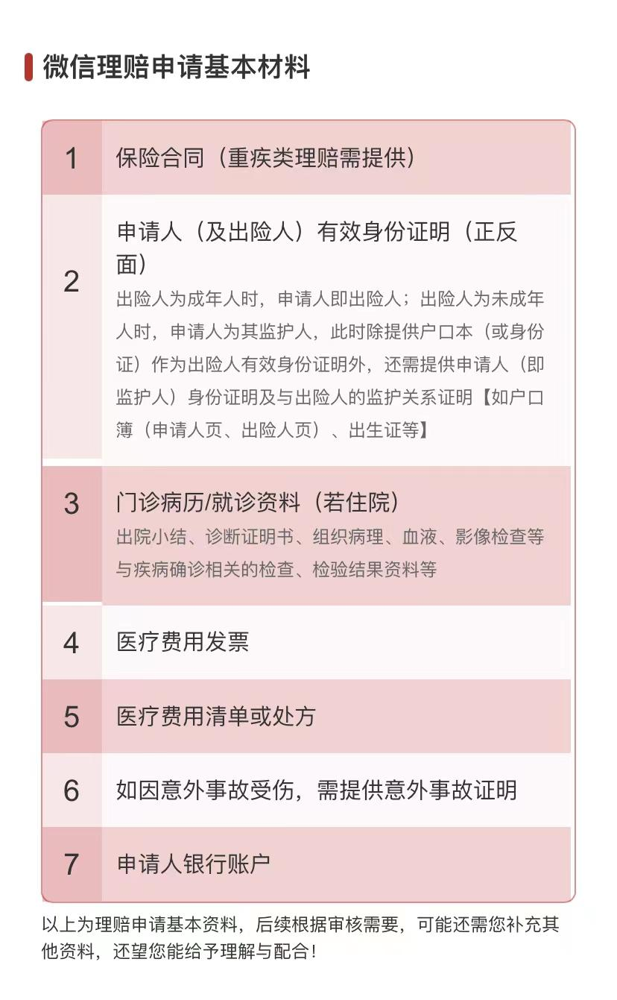 微信理赔申请基本材料
1 保险合同（重疾类理赔需提供）
2 申请人（及出险人）有效身份证明（正反
面）
出险人为成年人时，申请人即出险人；出险人为未成年
人时，申请人为其监护人，此时除提供户口本（或身份
证）作为出险人有效身份证明外，还需提供申请人（即
监护人）身份证明及与出险人的监护关系证明【如户口
簿（申请人页、出险人页）、出生证等】
3 门诊病历/就诊资料（若住院）
出院小结、诊断证明书、组织病理、血液、影像检查等
与疾病确诊相关的检查、检验结果资料等
4 医疗费用发票
5 医疗费用清单或处方
6 如因意外事故受伤，需提供意外事故证明
7 申请人银行账户
以上为理赔申请基本资料，后续根据审核需要，可能还需您补充其
他资料，还望您能给予理解与配合！